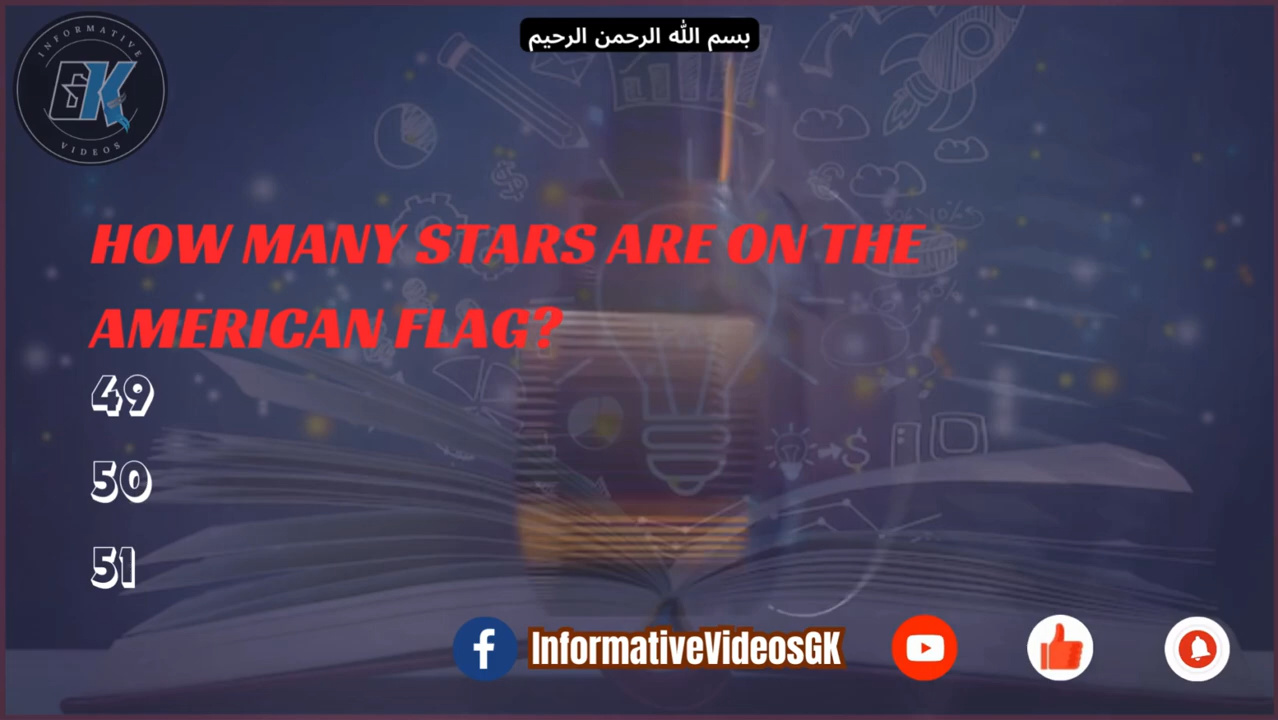 بسم الله الرحمن الرحيم
INFORMATIVE
GK
VIDEOS
HOW MANY STARS ARE ON THE
AMERICAN FLAG?
49
50
51
InformativeVideosGK